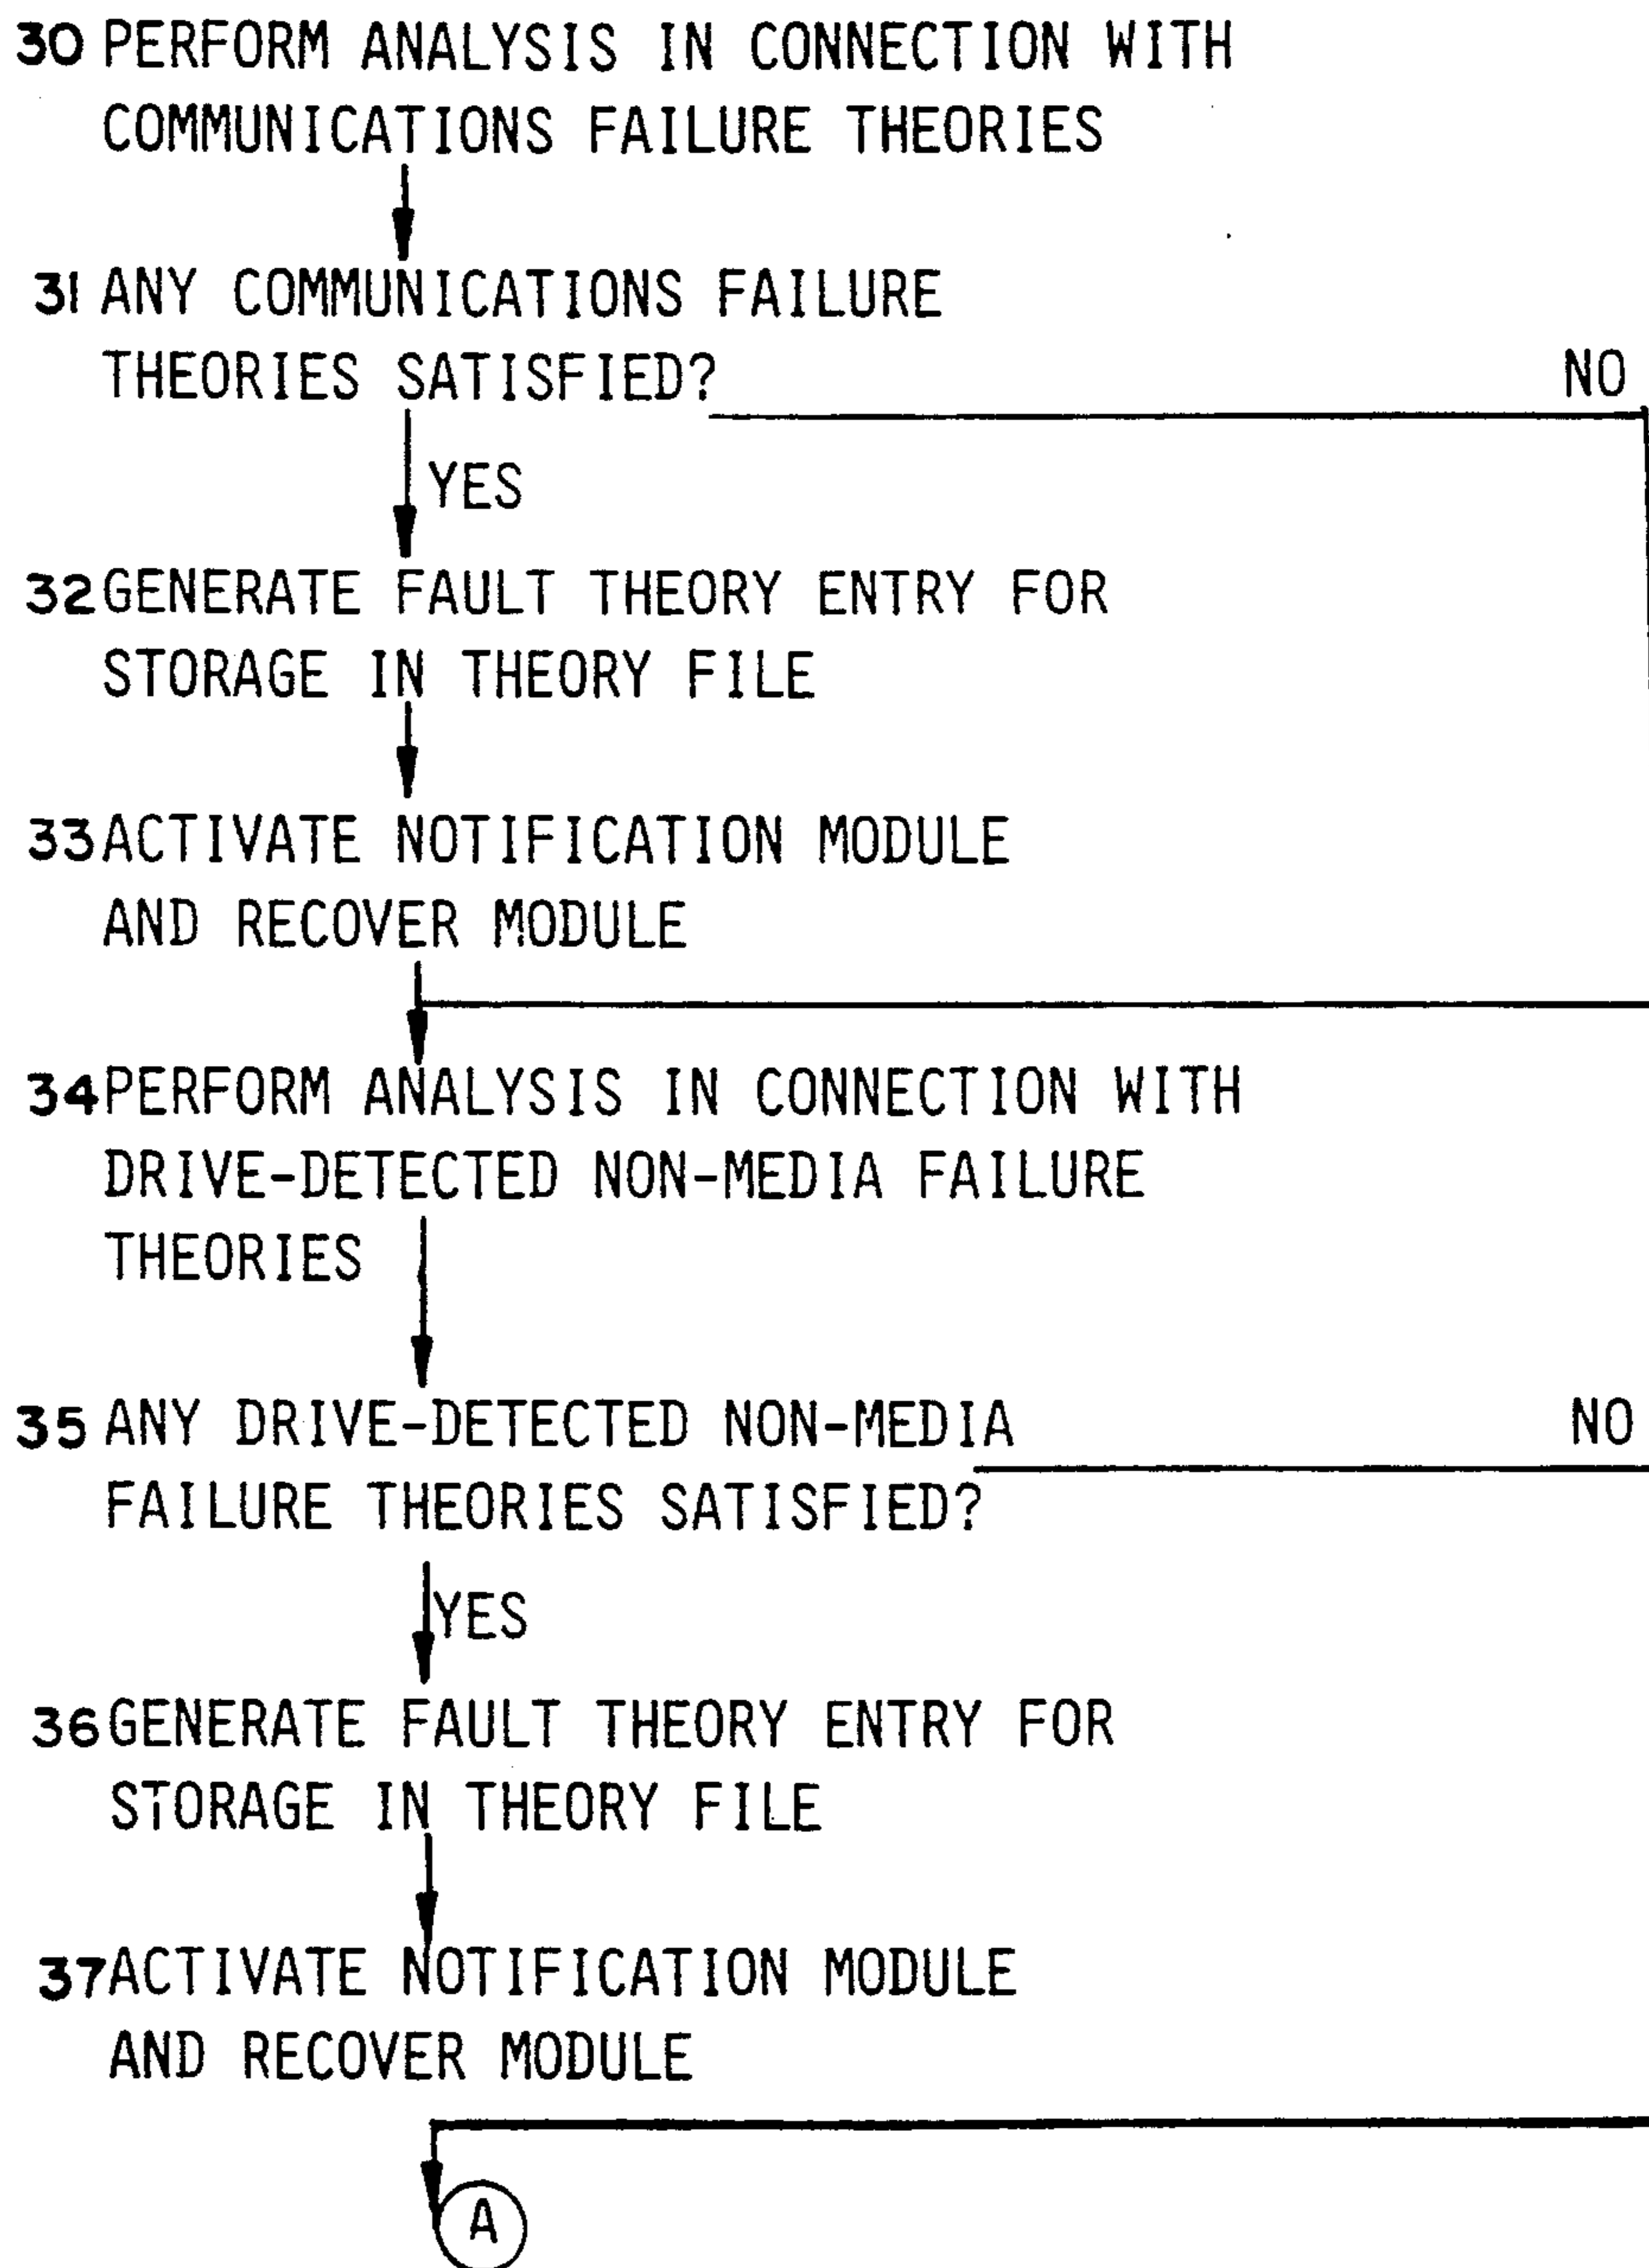 30 PERFORM ANALYSIS IN CONNECTION WITH
COMMUNICATIONS FAILURE THEORIES
31 ANY COMMUNICATIONS FAILURE
THEORIES SATISFIED? NO
YES
32 GENERATE FAULT THEORY ENTRY FOR
STORAGE IN THEORY FILE
33 ACTIVATE NOTIFICATION MODULE
AND RECOVER MODULE
34 PERFORM ANALYSIS IN CONNECTION WITH
DRIVE-DETECTED NON-MEDIA FAILURE
THEORIES
35 ANY DRIVE-DETECTED NON-MEDIA NO
FAILURE THEORIES SATISFIED?
YES
36 GENERATE FAULT THEORY ENTRY FOR
STORAGE IN THEORY FILE
37 ACTIVATE NOTIFICATION MODULE
AND RECOVER MODULE
A